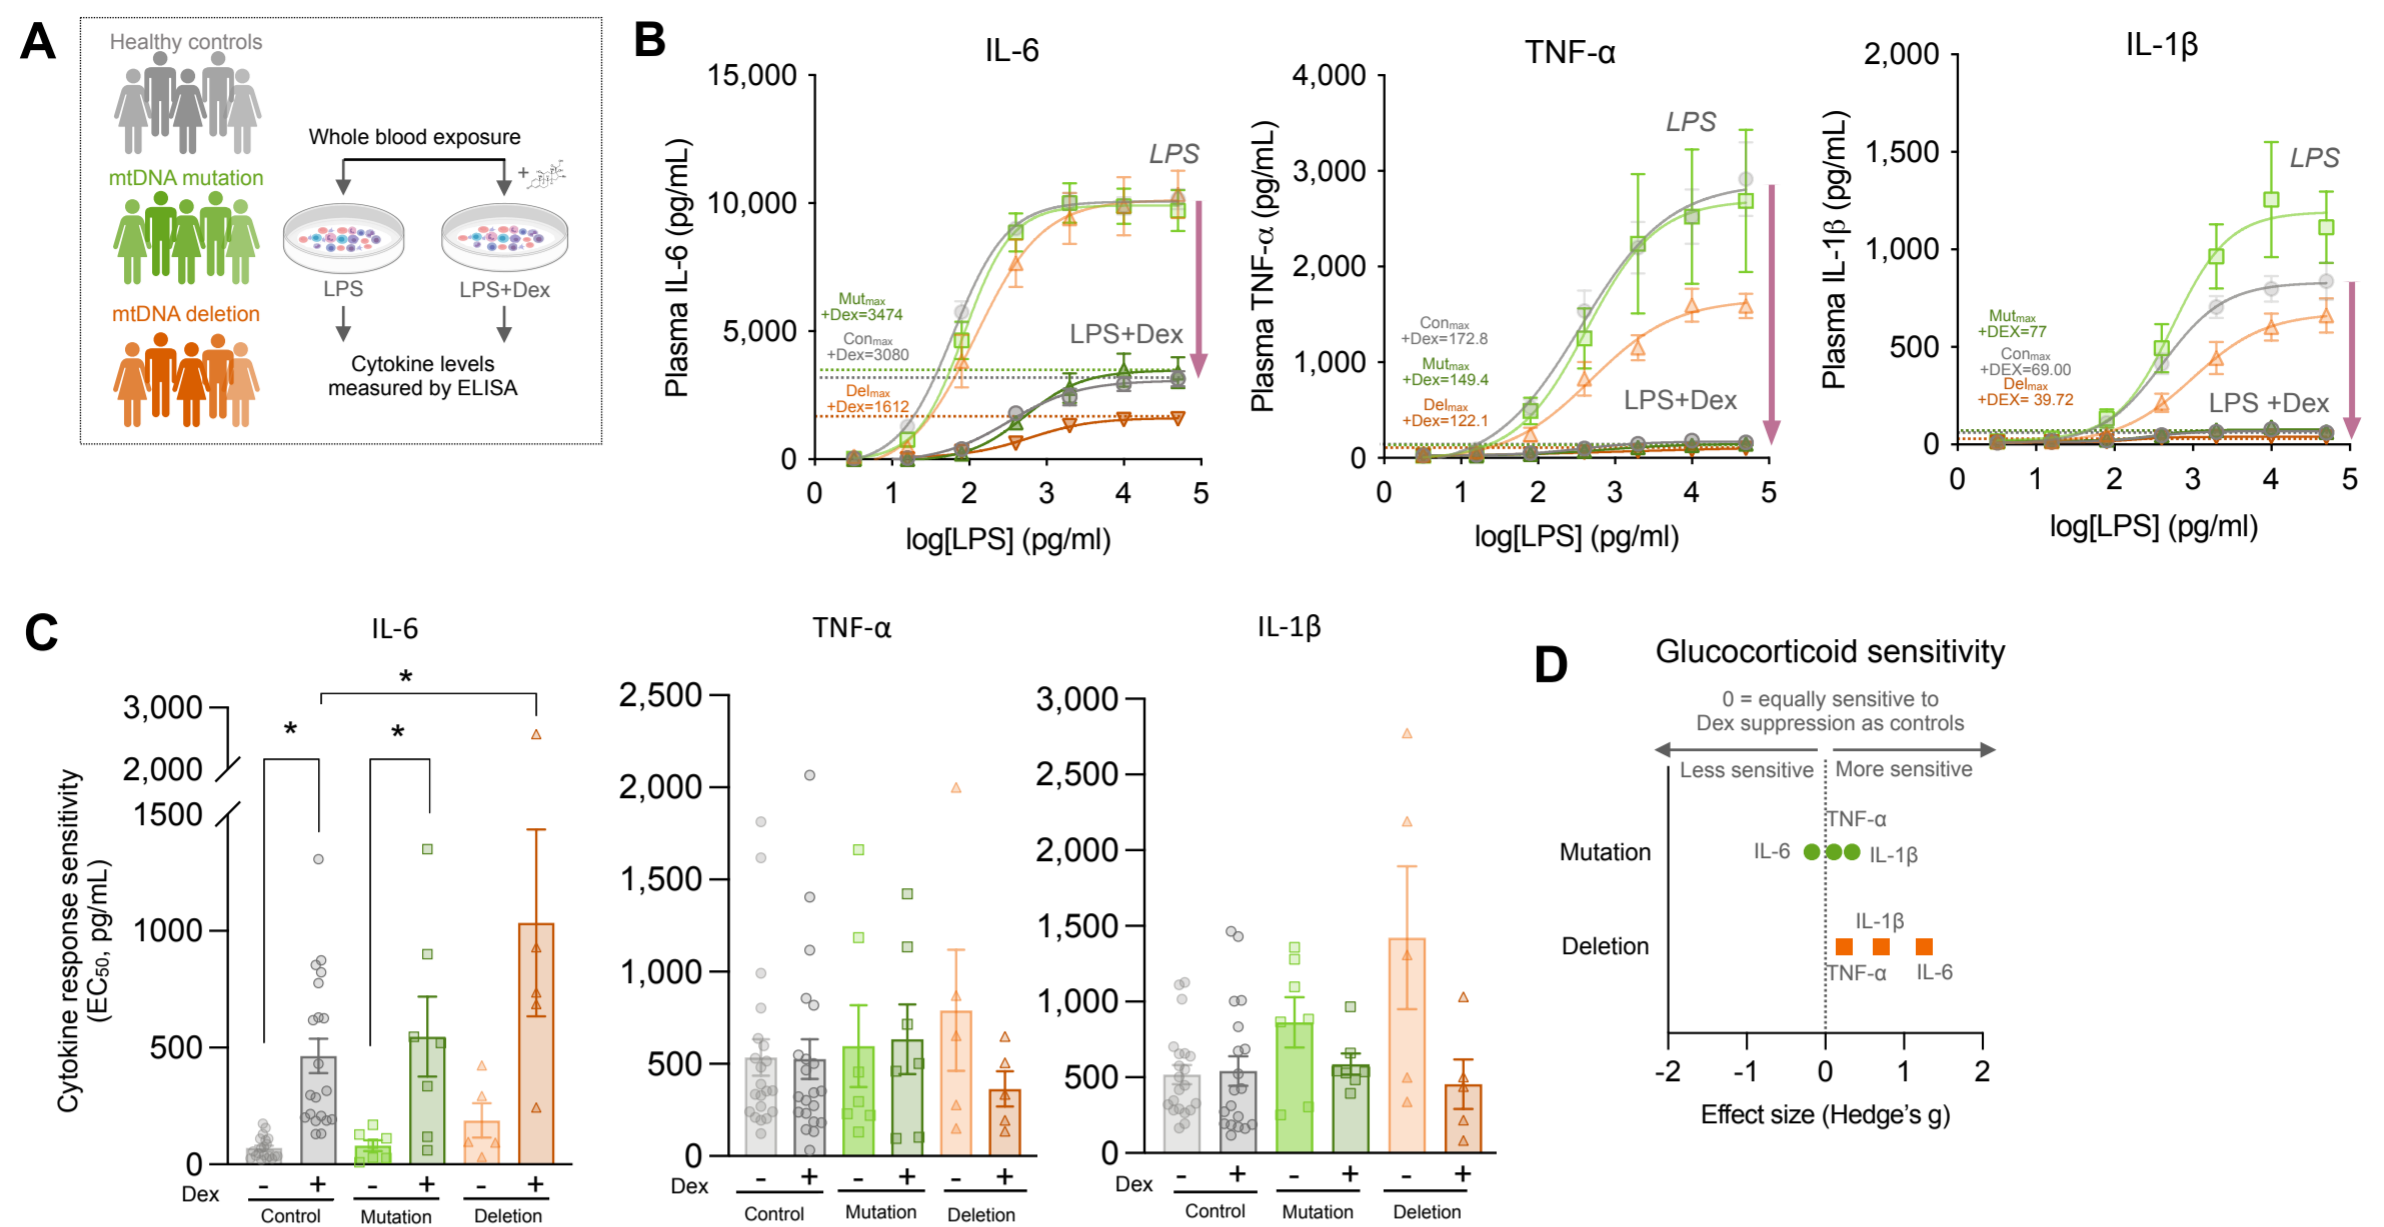 A
Healthy controls
mtDNA mutation
mtDNA deletion
Whole blood exposure
+
LPS
LPS+Dex
Cytokine levels
measured by ELISA
B
IL-6
Plasma IL-6 (pg/mL)
15,000
10,000
5,000
0
LPS
LPS+Dex
Mutmax
+Dex=3474
Conmax
+Dex=3080
Delmax
+Dex=1612
0 1 2 3 4 5
log[LPS] (pg/ml)
TNF-α
Plasma TNF-α (pg/mL)
4,000
3,000
2,000
1,000
0
LPS
LPS+Dex
Conmax
+Dex=172.8
Mutmax
+Dex=149.4
Delmax
+Dex=122.1
0 1 2 3 4 5
log[LPS] (pg/ml)
IL-1β
Plasma IL-1β (pg/mL)
2,000
1,500
1,000
500
0
LPS
LPS +Dex
Mutmax
+DEX=77
Conmax
+DEX=69.00
Delmax
+DEX= 39.72
0 1 2 3 4 5
log[LPS] (pg/ml)
C
IL-6
Cytokine response sensitivity
(EC50, pg/mL)
3,000
2,000
1500
1000
500
0
*
*
*
Dex - + - + - +
Control Mutation Deletion
TNF-α
2,500
2,000
1,500
1,000
500
0
Dex - + - + - +
Control Mutation Deletion
IL-1β
3,000
2,500
2,000
1,500
1,000
500
0
Dex - + - + - +
Control Mutation Deletion
D
Glucocorticoid sensitivity
0 = equally sensitive to
Dex suppression as controls
Less sensitive More sensitive
TNF-α
Mutation IL-6 IL-1β
IL-1β
Deletion
TNF-α IL-6
-2 -1 0 1 2
Effect size (Hedge's g)